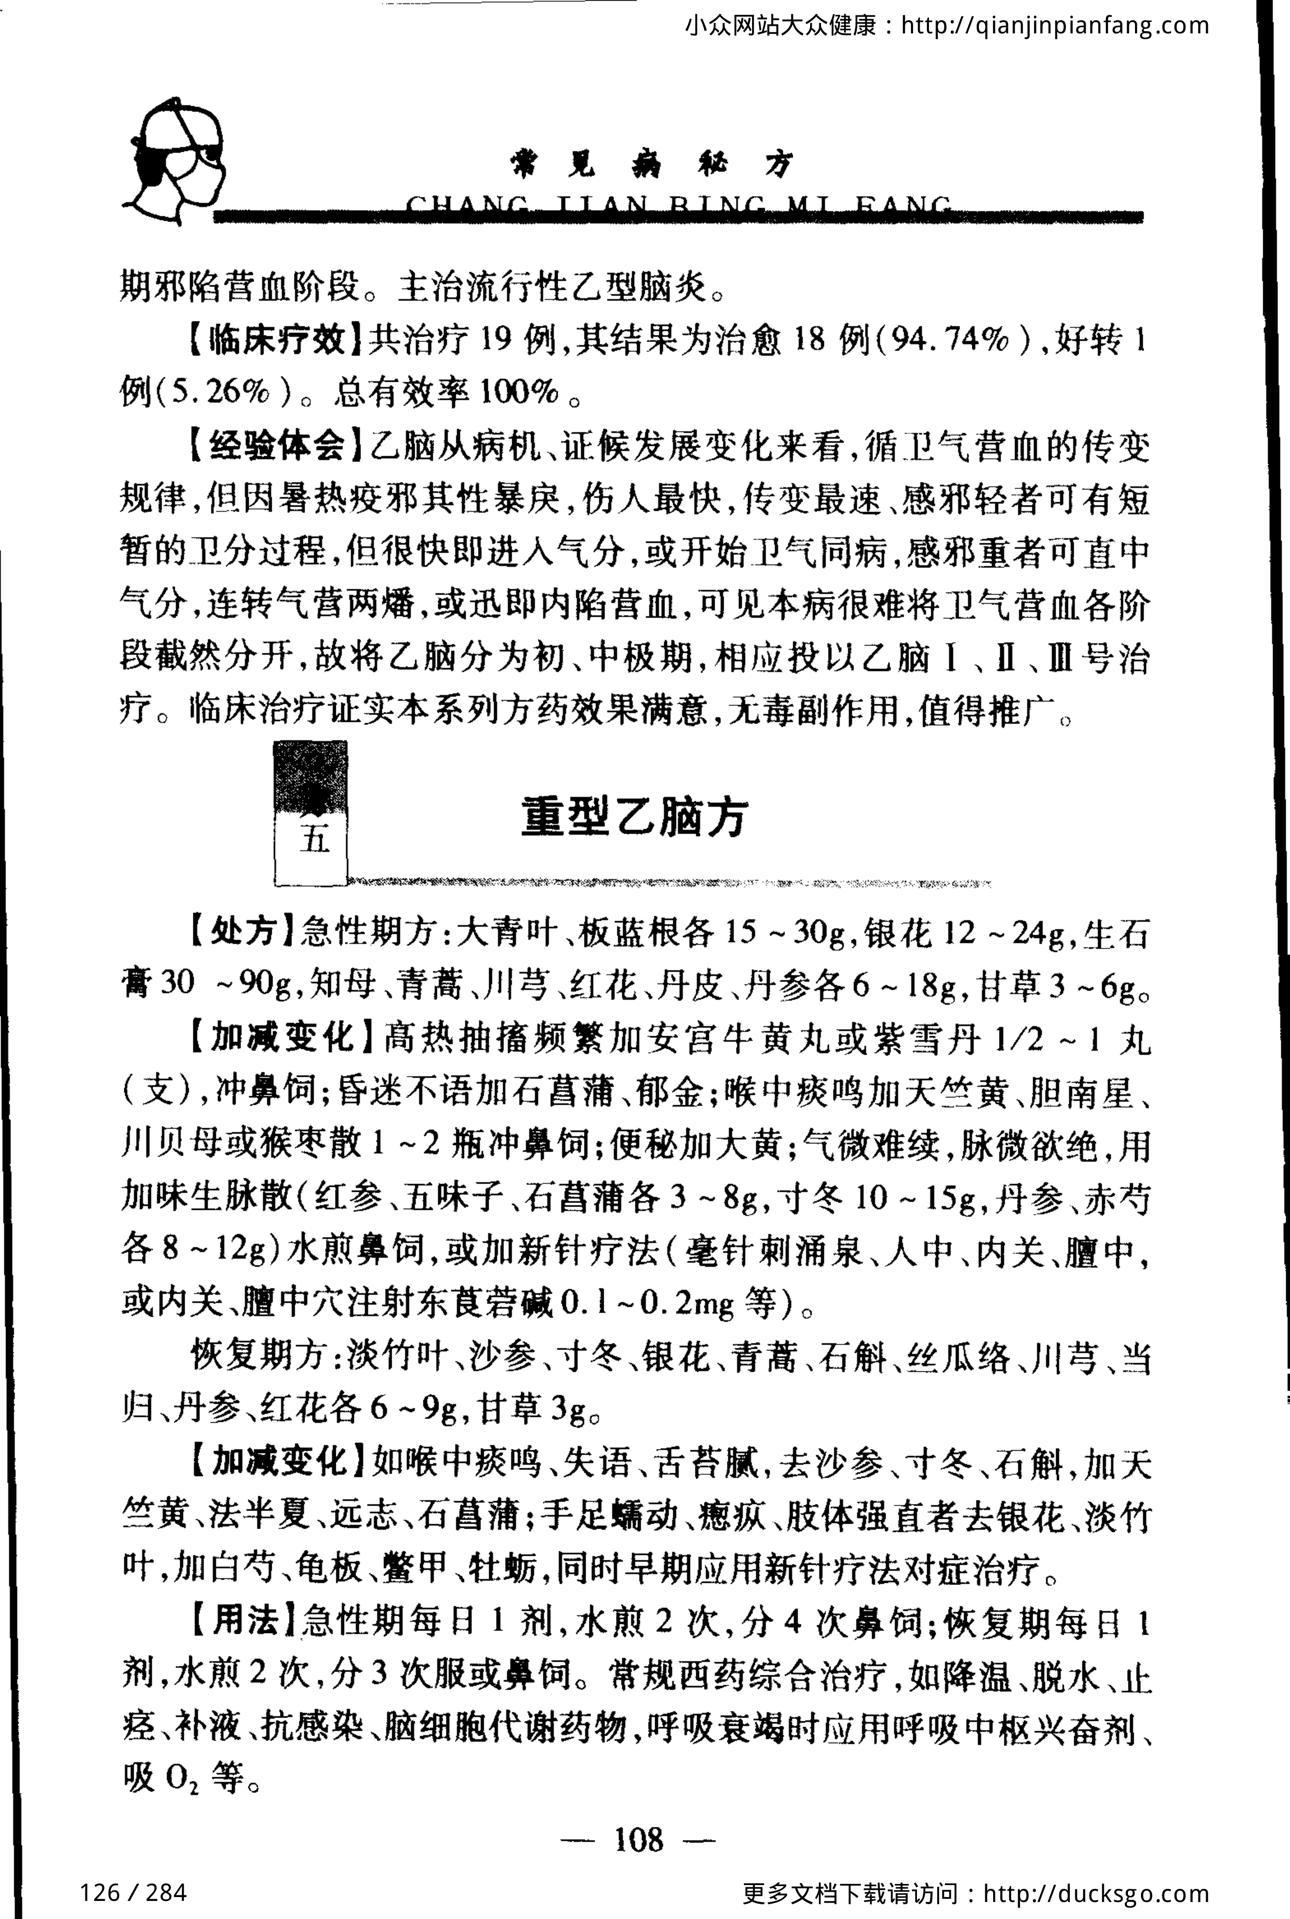 小众网站大众健康：http://qianjinpianfang.com
常见病秘方
CHANG JIAN BING MI FANG
期邪陷营血阶段。主治流行性乙型脑炎。
【临床疗效】共治疗19例,其结果为治愈18例(94.74%),好转1
例(5.26%)。总有效率100%。
【经验体会】乙脑从病机、证候发展变化来看,循卫气营血的传变
规律,但因暑热疫邪其性暴戾,伤人最快,传变最速、感邪轻者可有短
暂的卫分过程,但很快即进入气分,或开始卫气同病,感邪重者可直中
气分,连转气营两燔,或迅即内陷营血,可见本病很难将卫气营血各阶
段截然分开,故将乙脑分为初、中极期,相应投以乙脑Ⅰ、Ⅱ、Ⅲ号治
疗。临床治疗证实本系列方药效果满意,无毒副作用,值得推广。
五
重型乙脑方
【处方】急性期方:大青叶、板蓝根各15~30g,银花12~24g,生石
膏30 ~90g,知母、青蒿、川芎、红花、丹皮、丹参各6~18g,甘草3~6g。
【加减变化】高热抽搐频繁加安宫牛黄丸或紫雪丹1/2~1丸
(支),冲鼻饲;昏迷不语加石菖蒲、郁金;喉中痰鸣加天竺黄、胆南星、
川贝母或猴枣散1~2瓶冲鼻饲;便秘加大黄;气微难续,脉微欲绝,用
加味生脉散(红参、五味子、石菖蒲各3~8g,寸冬10~15g,丹参、赤芍
各8~12g)水煎鼻饲,或加新针疗法(毫针刺涌泉、人中、内关、膻中,
或内关、膻中穴注射东莨菪碱0.1~0.2mg等)。
恢复期方:淡竹叶、沙参、寸冬、银花、青蒿、石斛、丝瓜络、川芎、当
归、丹参、红花各6~9g,甘草3g。
【加减变化】如喉中痰鸣、失语、舌苔腻,去沙参、寸冬、石斛,加天
竺黄、法半夏、远志、石菖蒲;手足蠕动、瘛疭、肢体强直者去银花、淡竹
叶,加白芍、龟板、鳖甲、牡蛎,同时早期应用新针疗法对症治疗。
【用法】急性期每日1剂,水煎2次,分4次鼻饲;恢复期每日1
剂,水煎2次,分3次服或鼻饲。常规西药综合治疗,如降温、脱水、止
痉、补液、抗感染、脑细胞代谢药物,呼吸衰竭时应用呼吸中枢兴奋剂、
吸O₂等。
— 108 —
126 / 284
更多文档下载请访问：http://ducksgo.com